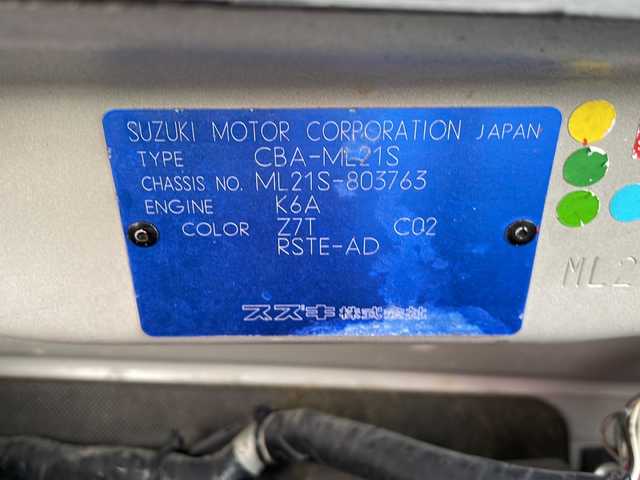 SUZUKI MOTOR CORPORATION JAPAN
TYPE CBA-ML21S
CHASSIS NO. ML21S-803763
ENGINE K6A
COLOR Z7T C02
RSTE-AD
スズキ株式会社
ML2